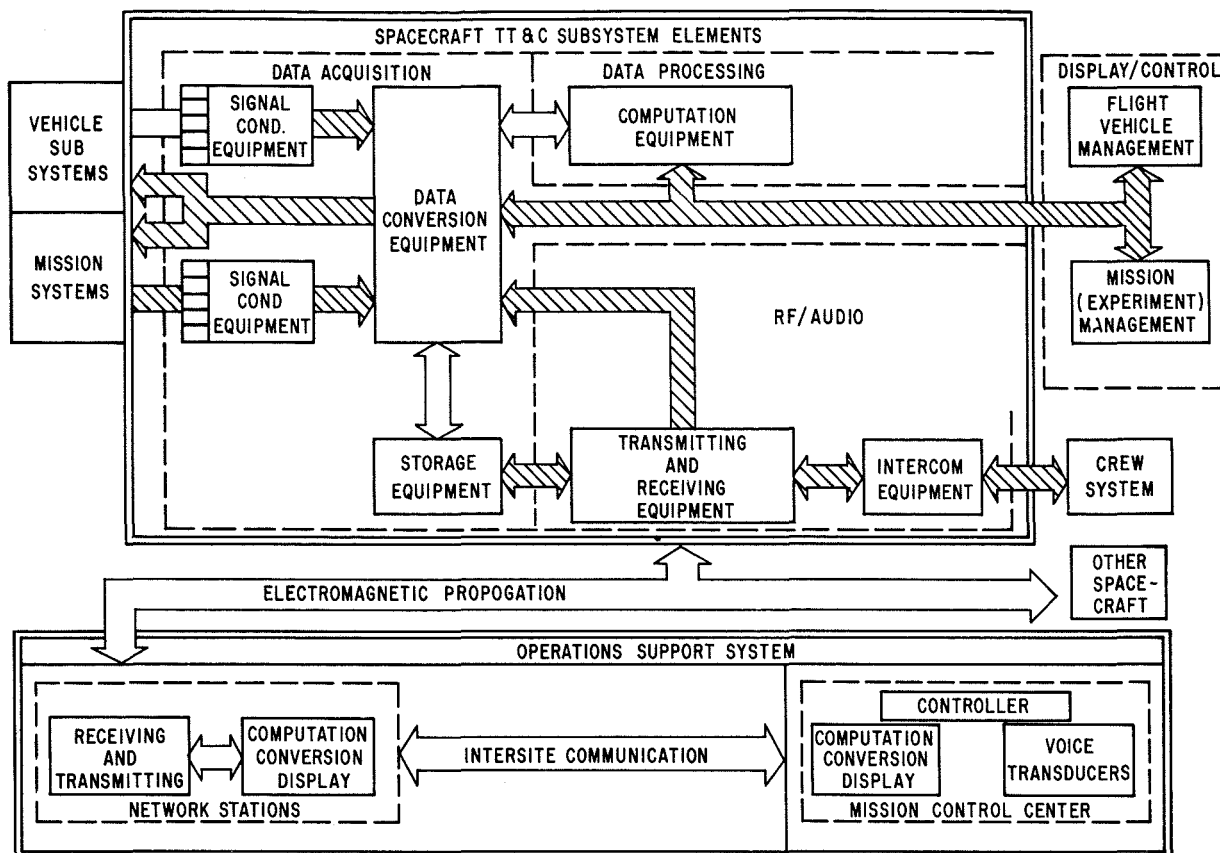 SPACECRAFT TT&C SUBSYSTEM ELEMENTS
DATA ACQUISITION
DATA PROCESSING
DISPLAY/CONTROL
VEHICLE
SUB
SYSTEMS
MISSION
SYSTEMS
SIGNAL
COND.
EQUIPMENT
SIGNAL
COND
EQUIPMENT
DATA
CONVERSION
EQUIPMENT
COMPUTATION
EQUIPMENT
FLIGHT
VEHICLE
MANAGEMENT
MISSION
(EXPERIMENT)
MANAGEMENT
RF/AUDIO
STORAGE
EQUIPMENT
TRANSMITTING
AND
RECEIVING
EQUIPMENT
INTERCOM
EQUIPMENT
CREW
SYSTEM
OTHER
SPACE-
CRAFT
ELECTROMAGNETIC PROPOGATION
OPERATIONS SUPPORT SYSTEM
RECEIVING
AND
TRANSMITTING
COMPUTATION
CONVERSION
DISPLAY
NETWORK STATIONS
INTERSITE COMMUNICATION
CONTROLLER
COMPUTATION
CONVERSION
DISPLAY
VOICE
TRANSDUCERS
MISSION CONTROL CENTER